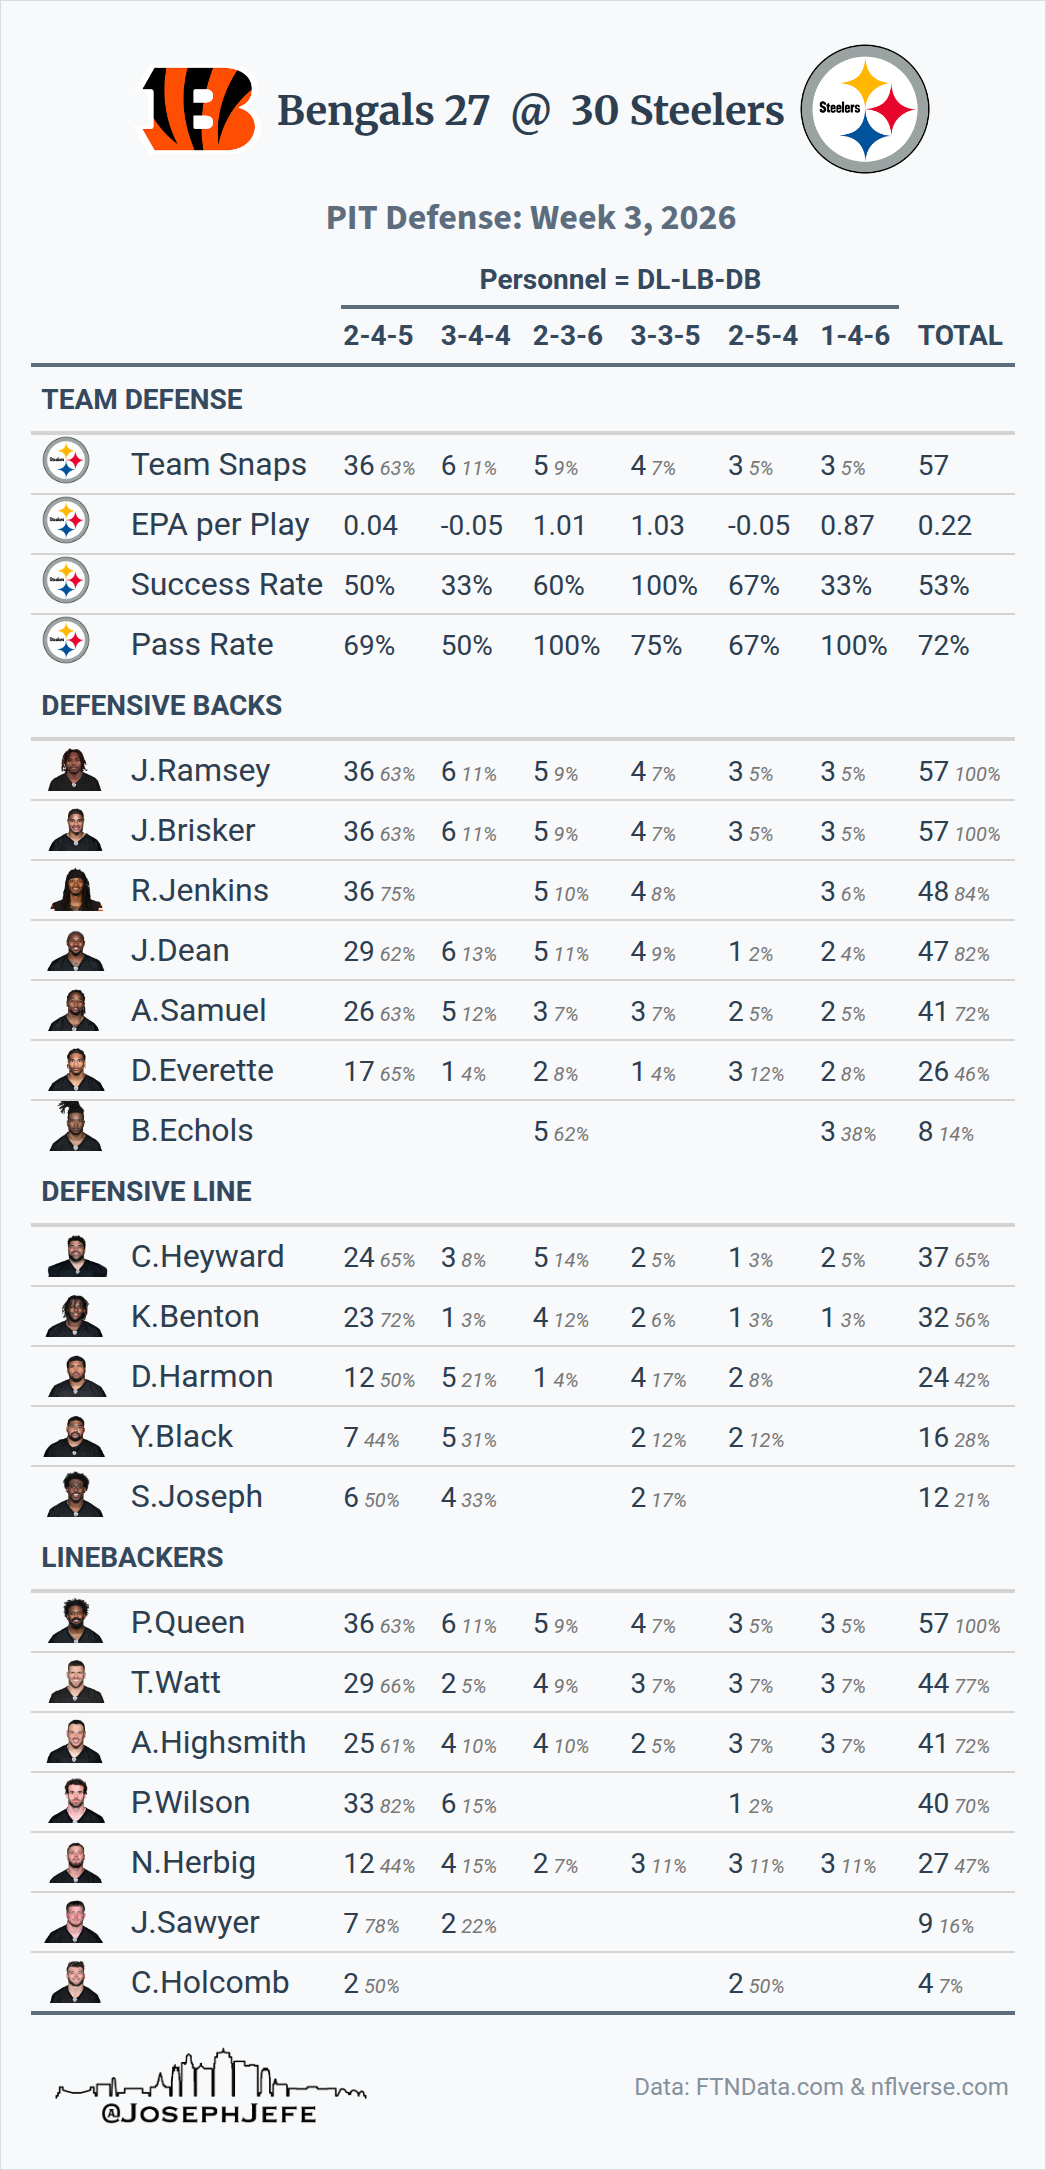 Bengals 27 @ 30 Steelers
Steelers
PIT Defense: Week 3, 2026
Personnel = DL-LB-DB
2-4-5 3-4-4 2-3-6 3-3-5 2-5-4 1-4-6 TOTAL
TEAM DEFENSE
Team Snaps 36 63% 6 11% 5 9% 4 7% 3 5% 3 5% 57
EPA per Play 0.04 -0.05 1.01 1.03 -0.05 0.87 0.22
Success Rate 50% 33% 60% 100% 67% 33% 53%
Pass Rate 69% 50% 100% 75% 67% 100% 72%
DEFENSIVE BACKS
J.Ramsey 36 63% 6 11% 5 9% 4 7% 3 5% 3 5% 57 100%
J.Brisker 36 63% 6 11% 5 9% 4 7% 3 5% 3 5% 57 100%
R.Jenkins 36 75% 5 10% 4 8% 3 6% 48 84%
J.Dean 29 62% 6 13% 5 11% 4 9% 1 2% 2 4% 47 82%
A.Samuel 26 63% 5 12% 3 7% 3 7% 2 5% 2 5% 41 72%
D.Everette 17 65% 1 4% 2 8% 1 4% 3 12% 2 8% 26 46%
B.Echols 5 62% 3 38% 8 14%
DEFENSIVE LINE
C.Heyward 24 65% 3 8% 5 14% 2 5% 1 3% 2 5% 37 65%
K.Benton 23 72% 1 3% 4 12% 2 6% 1 3% 1 3% 32 56%
D.Harmon 12 50% 5 21% 1 4% 4 17% 2 8% 24 42%
Y.Black 7 44% 5 31% 2 12% 2 12% 16 28%
S.Joseph 6 50% 4 33% 2 17% 12 21%
LINEBACKERS
P.Queen 36 63% 6 11% 5 9% 4 7% 3 5% 3 5% 57 100%
T.Watt 29 66% 2 5% 4 9% 3 7% 3 7% 3 7% 44 77%
A.Highsmith 25 61% 4 10% 4 10% 2 5% 3 7% 3 7% 41 72%
P.Wilson 33 82% 6 15% 1 2% 40 70%
N.Herbig 12 44% 4 15% 2 7% 3 11% 3 11% 3 11% 27 47%
J.Sawyer 7 78% 2 22% 9 16%
C.Holcomb 2 50% 2 50% 4 7%
@JOSEPHJEFE
Data: FTNData.com & nflverse.com